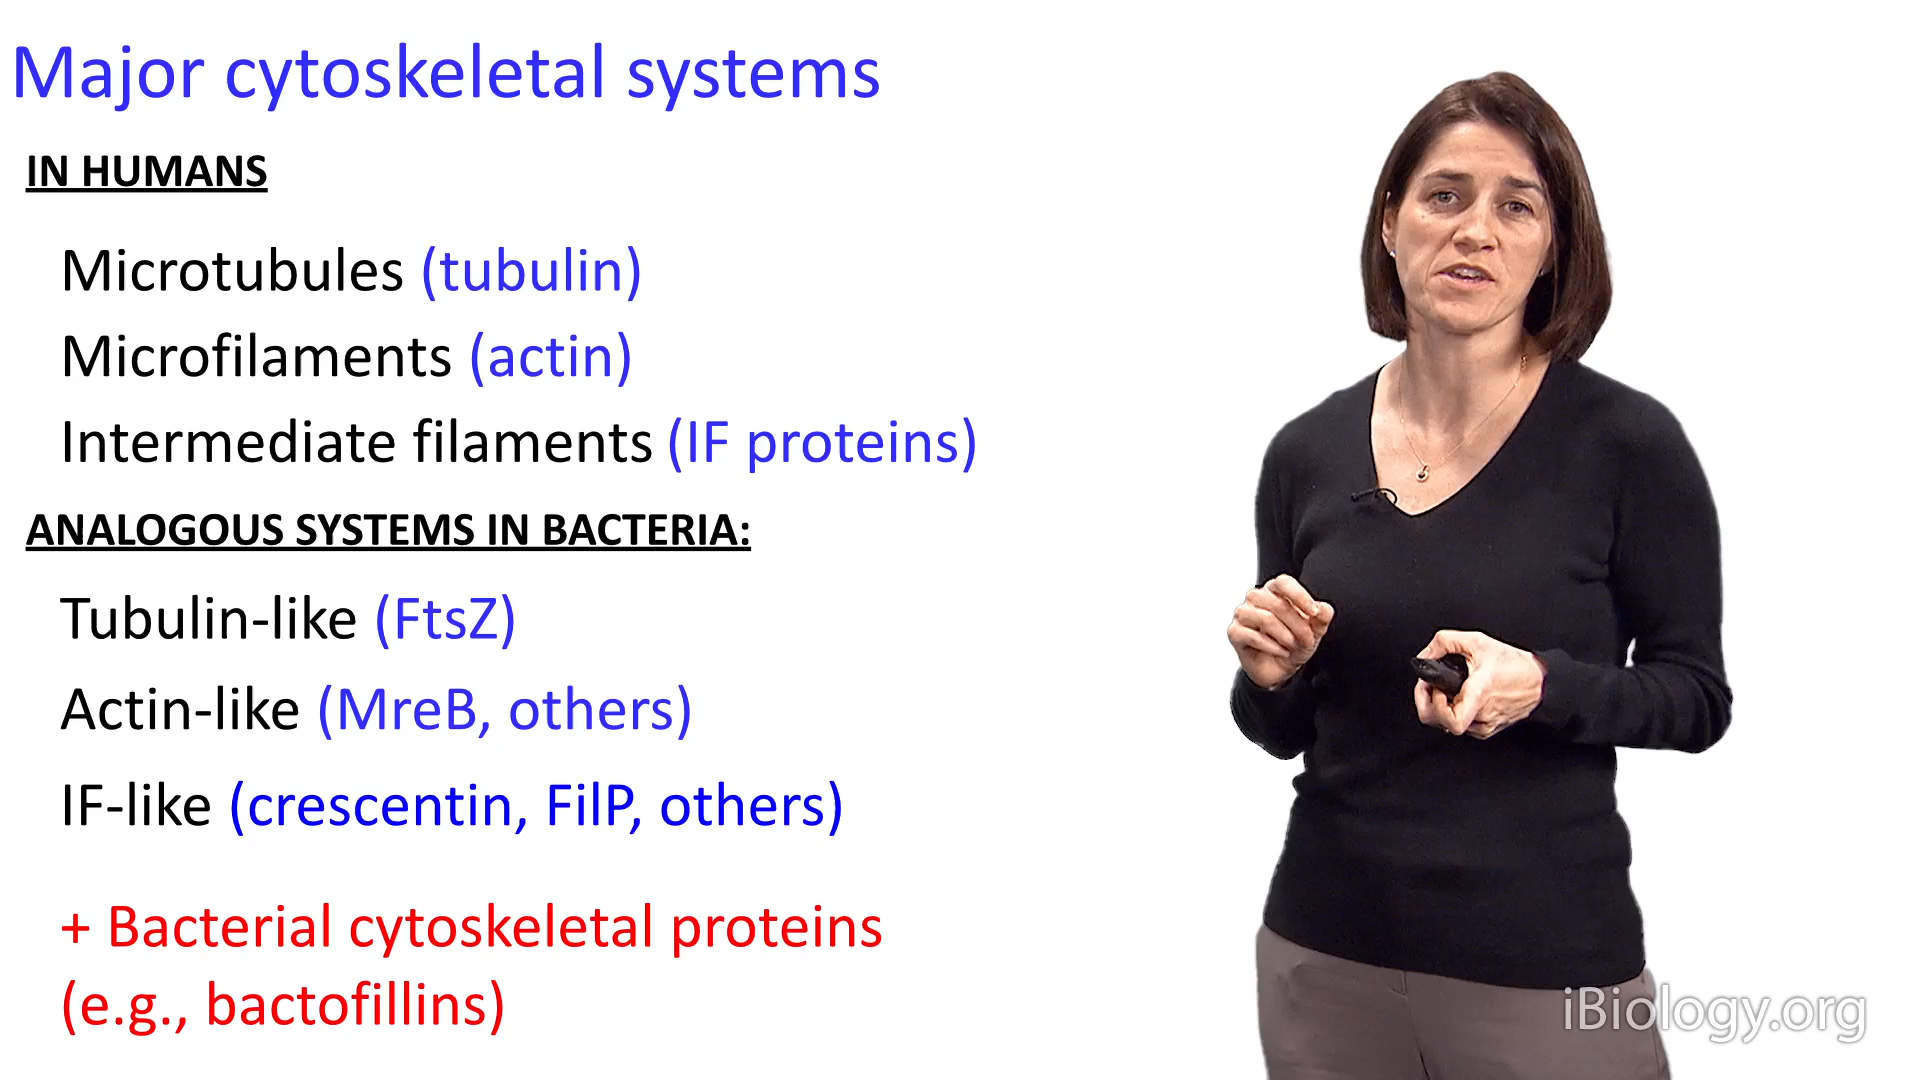 Major cytoskeletal systems
IN HUMANS
Microtubules (tubulin)
Microfilaments (actin)
Intermediate filaments (IF proteins)
ANALOGOUS SYSTEMS IN BACTERIA:
Tubulin-like (FtsZ)
Actin-like (MreB, others)
IF-like (crescentin, FilP, others)
+ Bacterial cytoskeletal proteins
(e.g., bactofillins)
iBiology.org